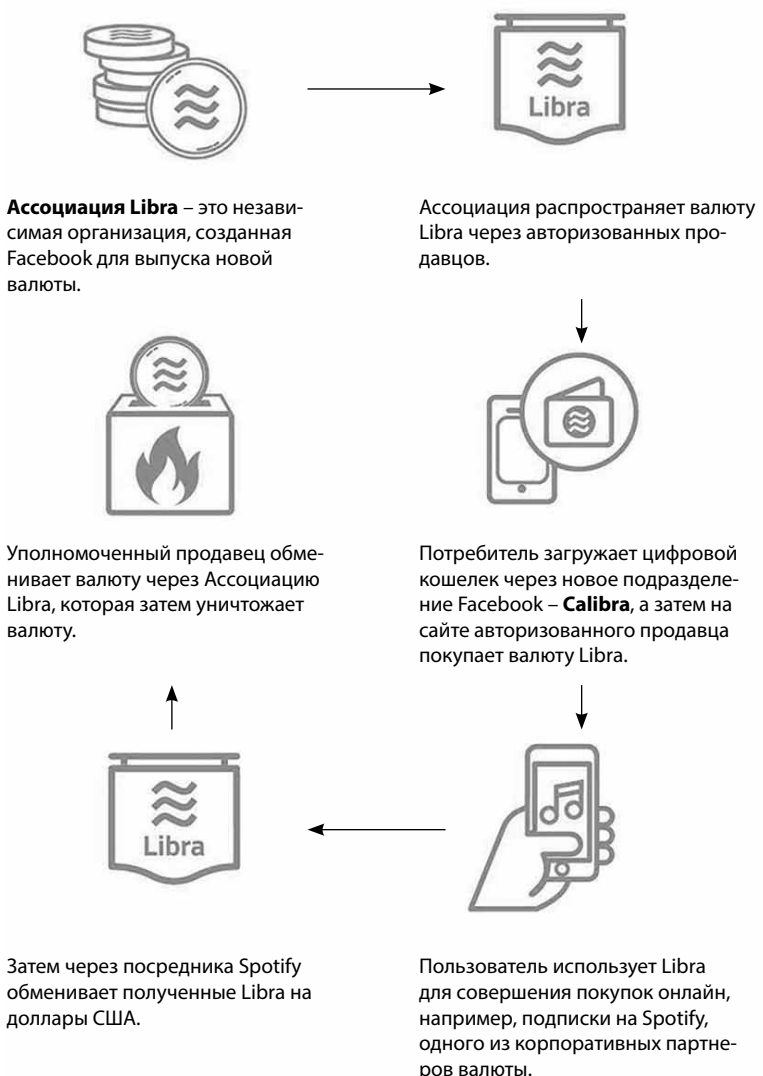 Libra
Ассоциация Libra – это незави-
симая организация, созданная
Facebook для выпуска новой
валюты.
Ассоциация распространяет валюту
Libra через авторизованных про-
давцов.
Потребитель загружает цифровой
кошелек через новое подразделе-
ние Facebook – Calibra, а затем на
сайте авторизованного продавца
покупает валюту Libra.
Пользователь использует Libra
для совершения покупок онлайн,
например, подписки на Spotify,
одного из корпоративных партне-
ров валюты.
Libra
Затем через посредника Spotify
обменивает полученные Libra на
доллары США.
Уполномоченный продавец обме-
нивает валюту через Ассоциацию
Libra, которая затем уничтожает
валюту.